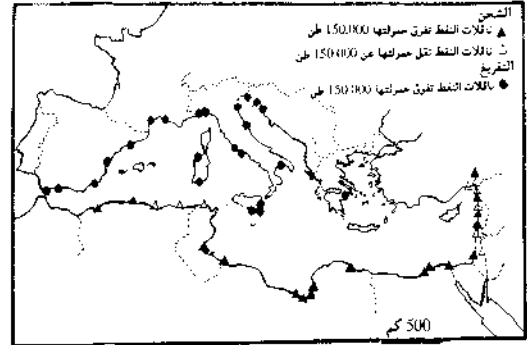 الشحن
ناقلات النفط تفوق حمولتها 150.000 طن
ناقلات النفط تقل حمولتها عن 150.000 طن
التفريغ
ناقلات النفط تفوق حمولتها 150.000 طن
500 كم